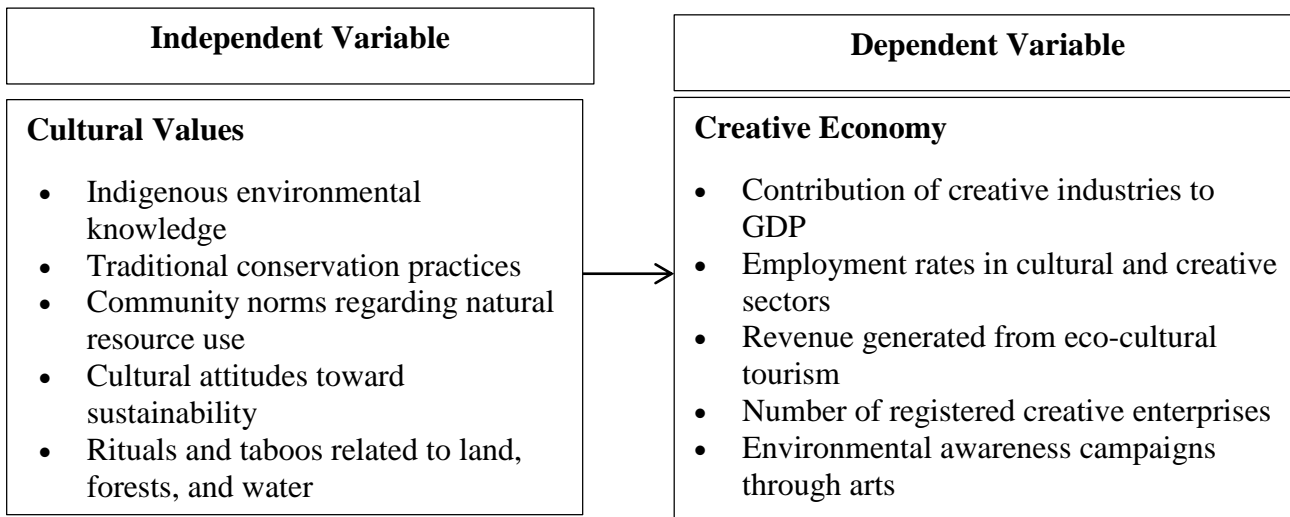 Independent Variable
Dependent Variable
Cultural Values
• Indigenous environmental
knowledge
• Traditional conservation practices
• Community norms regarding natural
resource use
• Cultural attitudes toward
sustainability
• Rituals and taboos related to land,
forests, and water
Creative Economy
• Contribution of creative industries to
GDP
• Employment rates in cultural and creative
sectors
• Revenue generated from eco-cultural
tourism
• Number of registered creative enterprises
• Environmental awareness campaigns
through arts